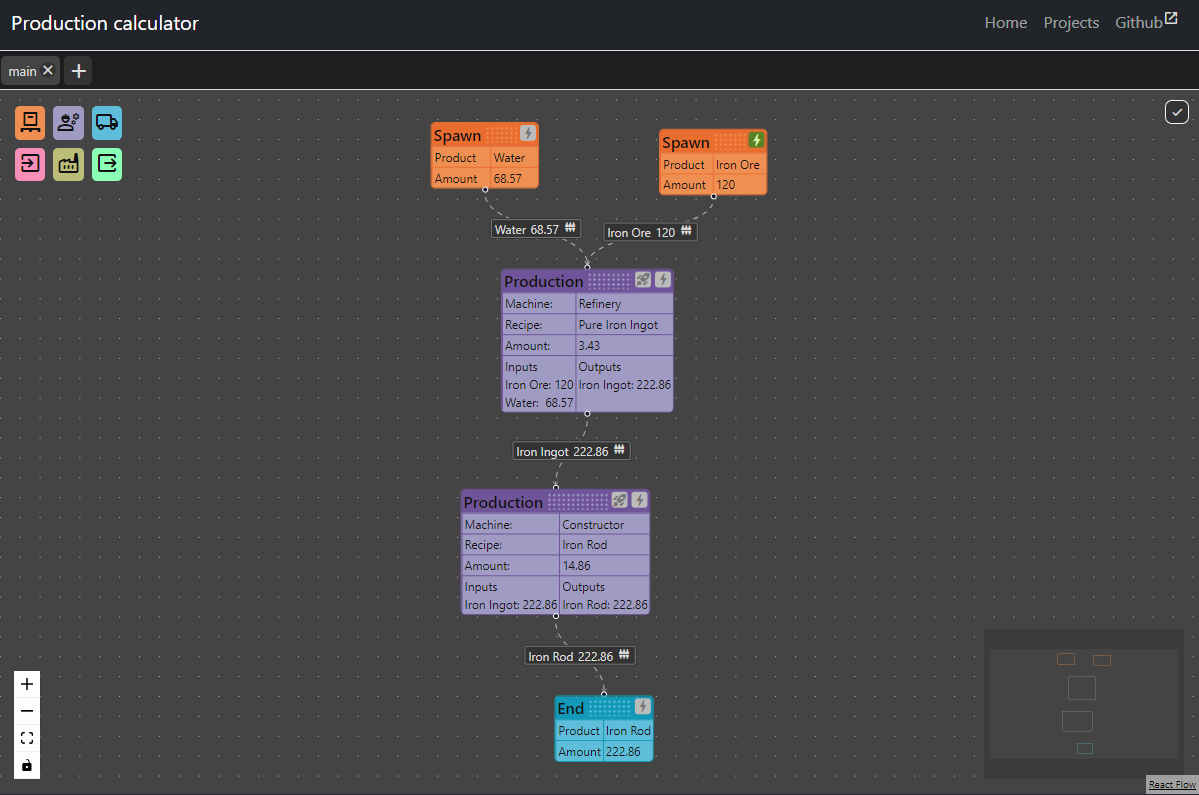 Production calculator
Home Projects Github
main
Spawn
Product Water
Amount 68.57
Spawn
Product Iron Ore
Amount 120
Water 68.57
Iron Ore 120
Production
Machine: Refinery
Recipe: Pure Iron Ingot
Amount: 3.43
Inputs Outputs
Iron Ore: 120 Iron Ingot: 222.86
Water: 68.57
Iron Ingot 222.86
Production
Machine: Constructor
Recipe: Iron Rod
Amount: 14.86
Inputs Outputs
Iron Ingot: 222.86 Iron Rod: 222.86
Iron Rod 222.86
End
Product Iron Rod
Amount 222.86
React Flow